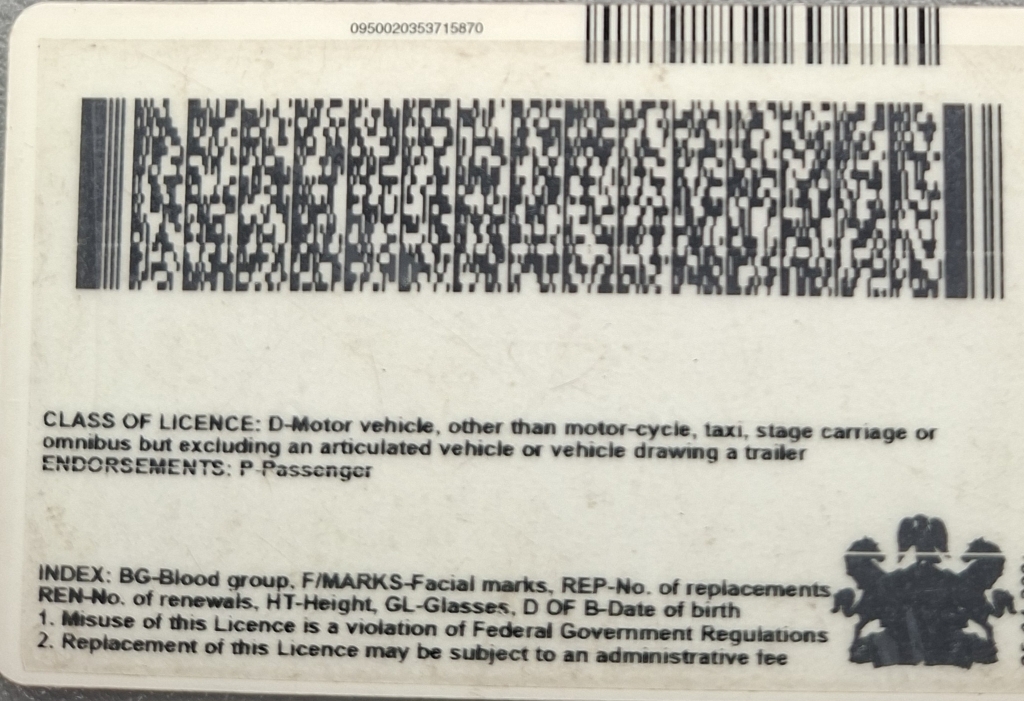 0950020353715870
CLASS OF LICENCE: D-Motor vehicle, other than motor-cycle, taxi, stage carriage or
omnibus but excluding an articulated vehicle or vehicle drawing a trailer
ENDORSEMENTS: P-Passenger
INDEX: BG-Blood group, F/MARKS-Facial marks, REP-No. of replacements
REN-No. of renewals, HT-Height, GL-Glasses, D OF B-Date of birth
1. Misuse of this Licence is a violation of Federal Government Regulations
2. Replacement of this Licence may be subject to an administrative fee